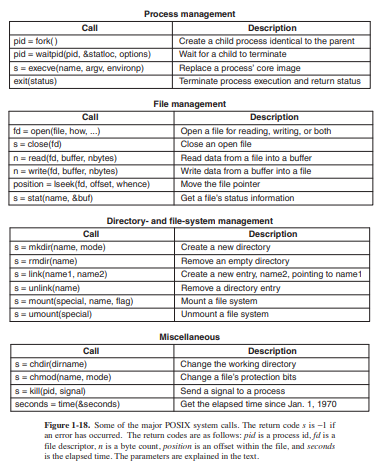 Process management
Call Description
pid = fork( ) Create a child process identical to the parent
pid = waitpid(pid, &statloc, options) Wait for a child to terminate
s = execve(name, argv, environp) Replace a process' core image
exit(status) Terminate process execution and return status
File management
Call Description
fd = open(file, how, ...) Open a file for reading, writing, or both
s = close(fd) Close an open file
n = read(fd, buffer, nbytes) Read data from a file into a buffer
n = write(fd, buffer, nbytes) Write data from a buffer into a file
position = lseek(fd, offset, whence) Move the file pointer
s = stat(name, &buf) Get a file's status information
Directory- and file-system management
Call Description
s = mkdir(name, mode) Create a new directory
s = rmdir(name) Remove an empty directory
s = link(name1, name2) Create a new entry, name2, pointing to name1
s = unlink(name) Remove a directory entry
s = mount(special, name, flag) Mount a file system
s = umount(special) Unmount a file system
Miscellaneous
Call Description
s = chdir(dirname) Change the working directory
s = chmod(name, mode) Change a file's protection bits
s = kill(pid, signal) Send a signal to a process
seconds = time(&seconds) Get the elapsed time since Jan. 1, 1970
Figure 1-18. Some of the major POSIX system calls. The return code s is −1 if
an error has occurred. The return codes are as follows: pid is a process id, fd is a
file descriptor, n is a byte count, position is an offset within the file, and seconds
is the elapsed time. The parameters are explained in the text.